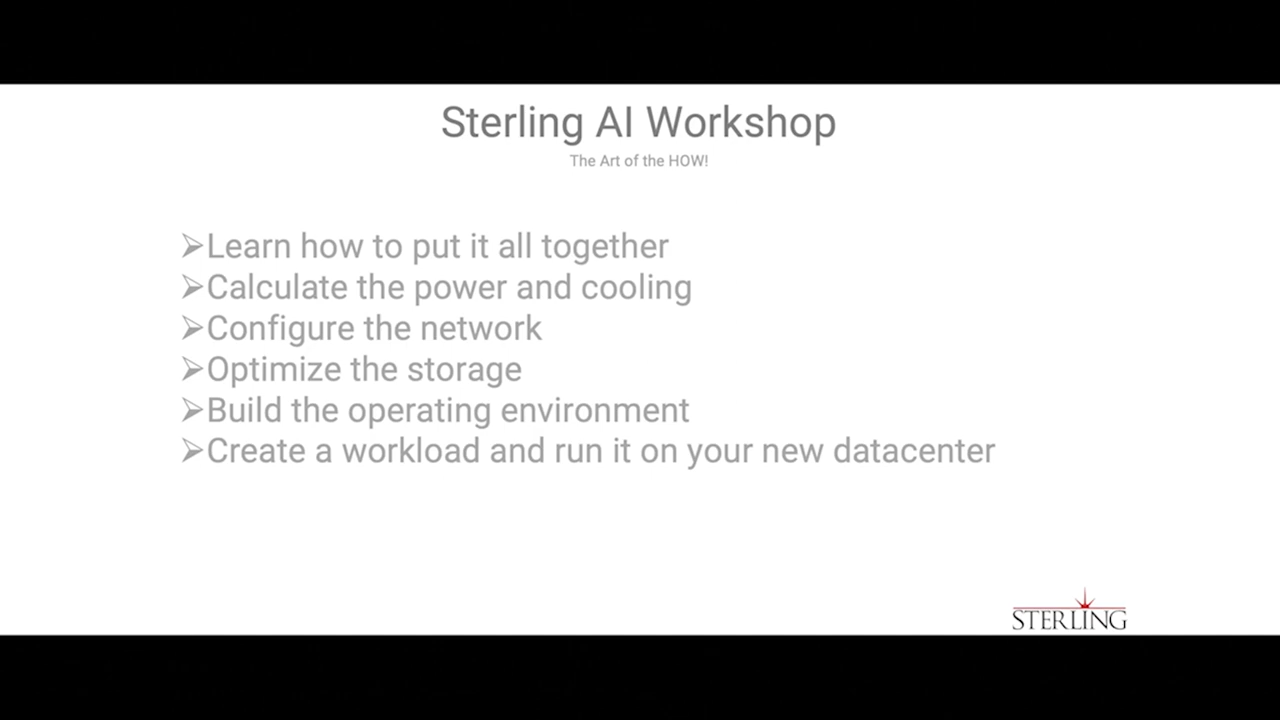 Sterling AI Workshop
The Art of the HOW!
➢Learn how to put it all together
➢Calculate the power and cooling
➢Configure the network
➢Optimize the storage
➢Build the operating environment
➢Create a workload and run it on your new datacenter
STERLING